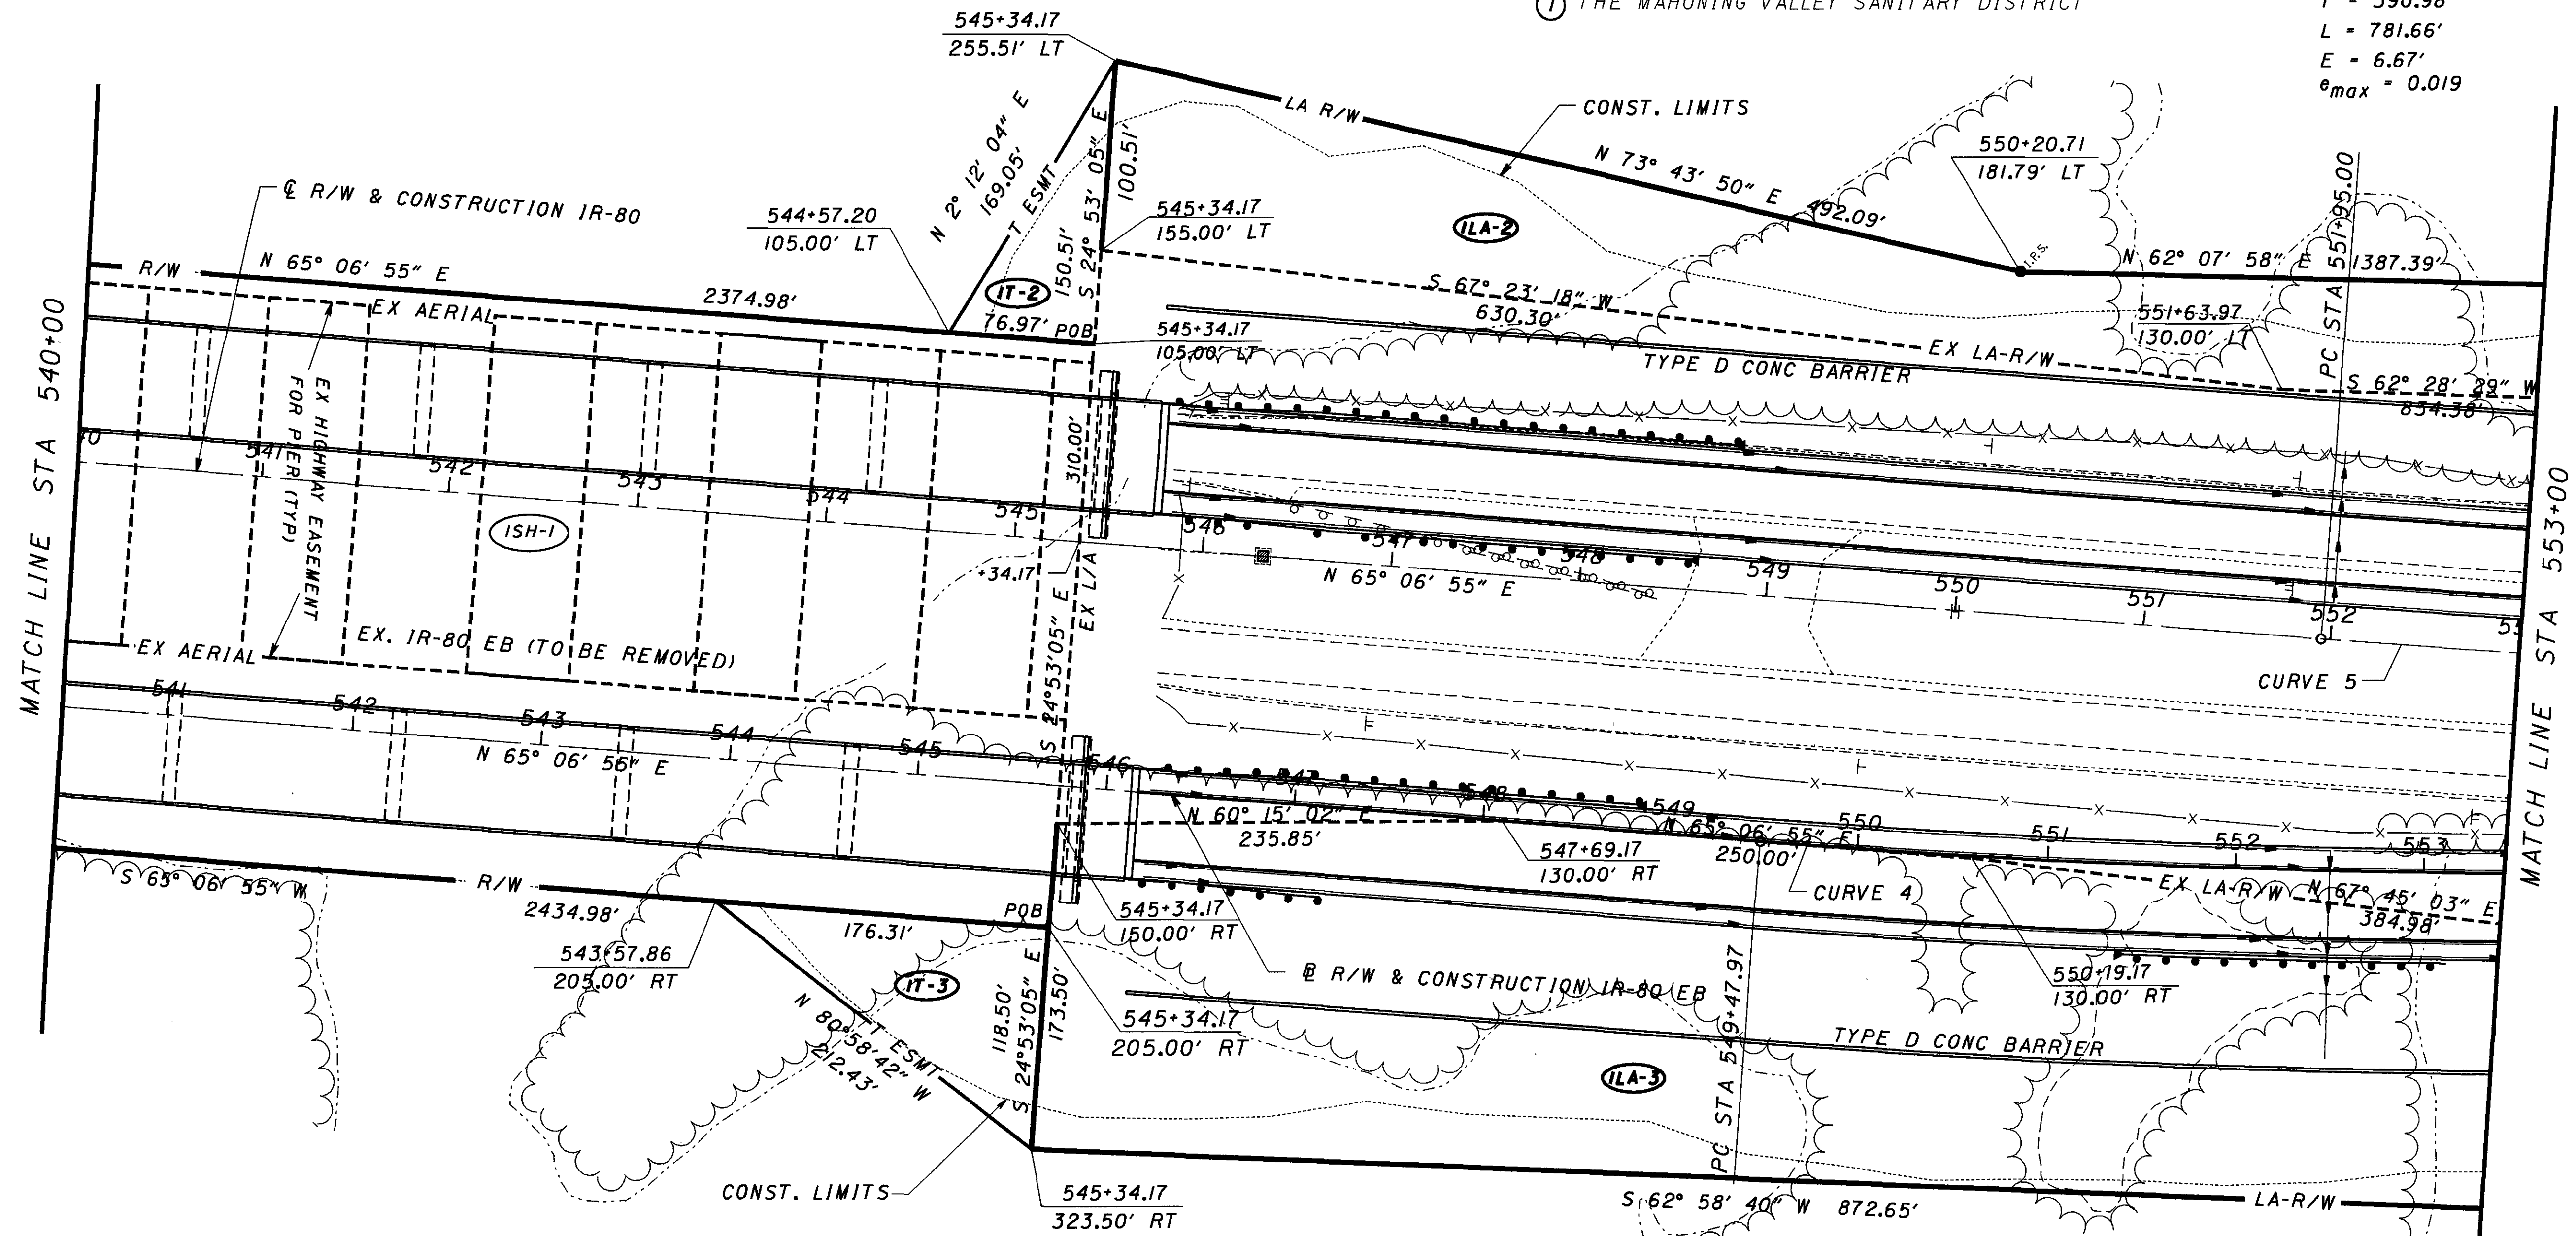 1 THE MAHONING VALLEY SANITARY DISTRICT
T = 390.98'
L = 781.66'
E = 6.67'
emax = 0.019
545+34.17
255.51' LT
LA R/W
CONST. LIMITS
N 73° 43' 50" E
492.09'
550+20.71
181.79' LT
I.P.S.
N 62° 07' 58" E
1387.39'
PC STA 551+95.00
N 2° 12' 04" E
169.05'
T ESMT
S 24° 53' 05" E
100.51'
150.51'
545+34.17
155.00' LT
1LA-2
℄ R/W & CONSTRUCTION IR-80
544+57.20
105.00' LT
R/W
N 65° 06' 55" E
2374.98'
EX AERIAL
1T-2
76.97'
POB
545+34.17
105.00' LT
S 67° 23' 18" W
630.30'
551+63.97
130.00' LT
EX LA-R/W
TYPE D CONC BARRIER
S 62° 28' 29" W
834.38'
MATCH LINE STA 540+00
EX HIGHWAY EASEMENT
FOR PIER (TYP)
541
542
543
544
545
546
547
548
549
550
551
552
310.00'
1SH-1
+34.17
EX L/A
S 24°53'05" E
N 65° 06' 55" E
CURVE 5
MATCH LINE STA 553+00
EX AERIAL
EX. IR-80 EB (TO BE REMOVED)
541
542
543
544
545
546
547
548
549
550
551
552
553
N 65° 06' 55" E
N 60° 15' 02" E
235.85'
N 65° 06' 55" E
250.00'
547+69.17
130.00' RT
CURVE 4
EX LA-R/W
N 67° 45' 03" E
384.98'
S 65° 06' 55" W
R/W
2434.98'
POB
176.31'
545+34.17
150.00' RT
543+57.86
205.00' RT
1T-3
℄ R/W & CONSTRUCTION IR-80 EB
550+19.17
130.00' RT
N 80°58'42" W
212.43'
T ESMT
118.50'
S 24°53'05" E
173.50'
545+34.17
205.00' RT
PC STA 549+47.97
TYPE D CONC BARRIER
1LA-3
CONST. LIMITS
545+34.17
323.50' RT
S 62° 58' 40" W 872.65'
LA-R/W